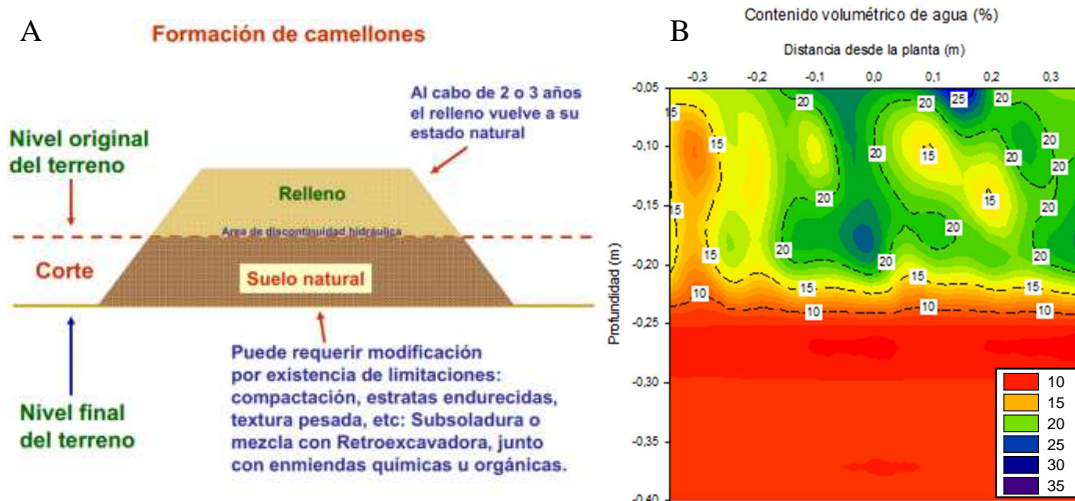 A
Formación de camellones
Al cabo de 2 o 3 años
el relleno vuelve a su
estado natural
Nivel original
del terreno
Relleno
Area de discontinuidad hidráulica
Corte
Suelo natural
Puede requerir modificación
por existencia de limitaciones:
compactación, estratas endurecidas,
textura pesada, etc: Subsoladura o
mezcla con Retroexcavadora, junto
con enmiendas químicas u orgánicas.
Nivel final
del terreno
B
Contenido volumétrico de agua (%)
Distancia desde la planta (m)
-0,3 -0,2 -0,1 0,0 0,1 0,2 0,3
Profundidad (m)
-0,05
-0,10
-0,15
-0,20
-0,25
-0,30
-0,35
-0,40
20 20 25 20
15 15 20 20
15 20
20 15
15 15 20 20
20 15 15
10 10 10 10
10
15
20
25
30
35